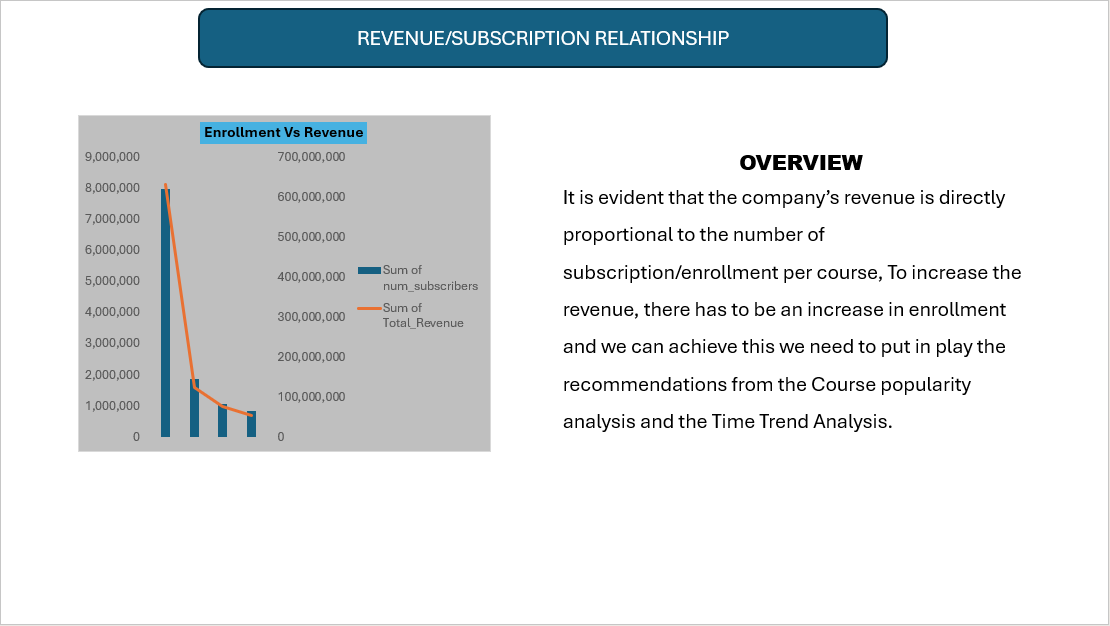 REVENUE/SUBSCRIPTION RELATIONSHIP
Enrollment Vs Revenue
9,000,000
8,000,000
7,000,000
6,000,000
5,000,000
4,000,000
3,000,000
2,000,000
1,000,000
0
700,000,000
600,000,000
500,000,000
400,000,000
300,000,000
200,000,000
100,000,000
0
Sum of
num_subscribers
Sum of
Total_Revenue
OVERVIEW
It is evident that the company’s revenue is directly
proportional to the number of
subscription/enrollment per course, To increase the
revenue, there has to be an increase in enrollment
and we can achieve this we need to put in play the
recommendations from the Course popularity
analysis and the Time Trend Analysis.